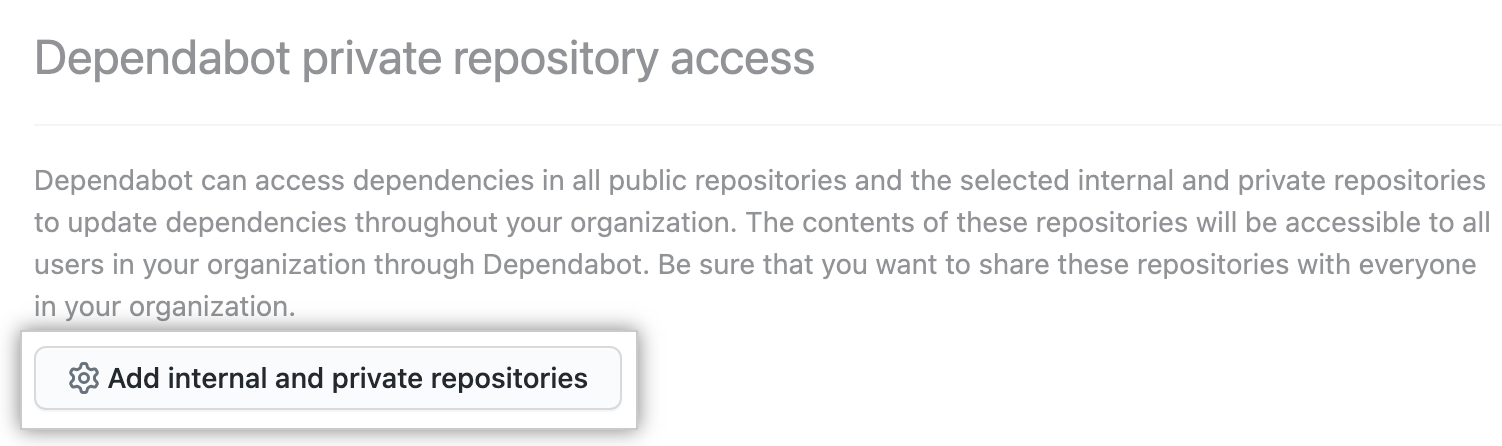 Dependabot private repository access
Dependabot can access dependencies in all public repositories and the selected internal and private repositories
to update dependencies throughout your organization. The contents of these repositories will be accessible to all
users in your organization through Dependabot. Be sure that you want to share these repositories with everyone
in your organization.
Add internal and private repositories